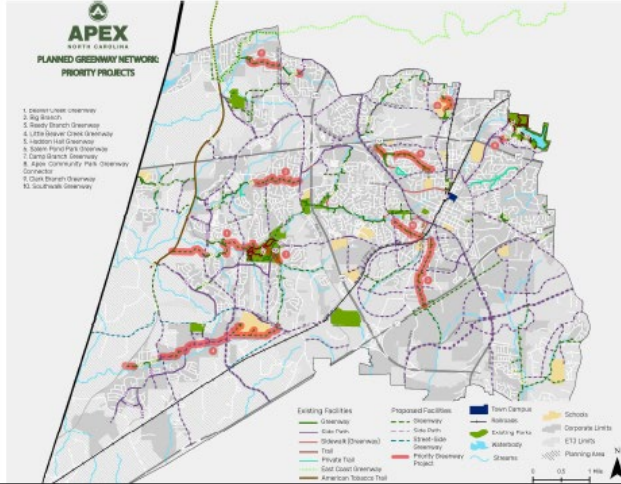 APEX
NORTH CAROLINA
PLANNED GREENWAY NETWORK:
PRIORITY PROJECTS
1. Beaver Creek Greenway
2. Big Branch
3. Reedy Branch Greenway
4. Little Beaver Creek Greenway
5. Haddon Hall Greenway
6. Salem Pond Park Greenway
7. Camp Branch Greenway
8. Apex Community Park Greenway
Connector
9. Clark Branch Greenway
10. Southwalk Greenway
Existing Facilities
Greenway
Side Path
Sidewalk (Greenway)
Trail
Private Trail
East Coast Greenway
American Tobacco Trail
Proposed Facilities
Greenway
Side Path
Street-Side
Greenway
Priority Greenway
Project
Town Campus
Railroads
Existing Parks
Waterbody
Streams
Schools
Corporate Limits
ETJ Limits
Planning Area
N
0 0.5 1 Mile